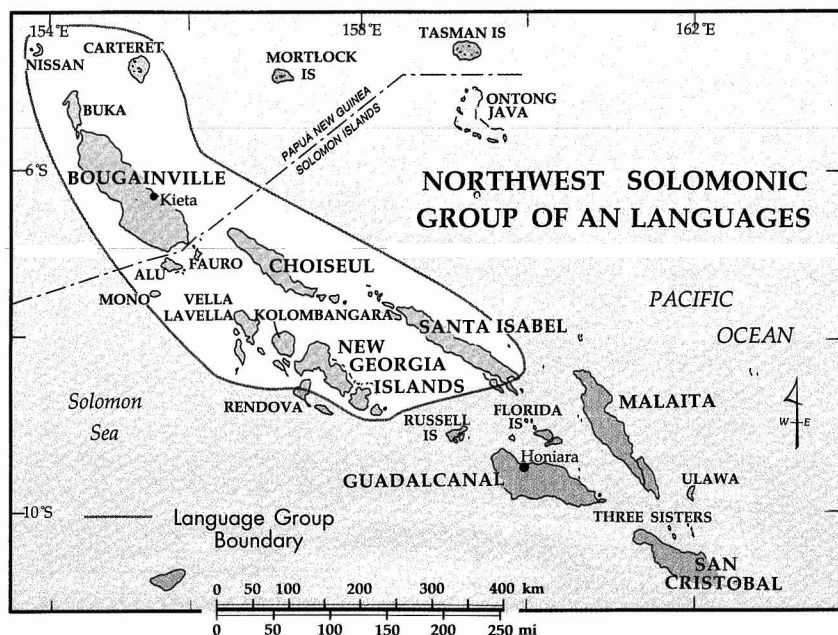 154°E
158°E
162°E
NISSAN
CARTERET
MORTLOCK
IS
TASMAN IS
BUKA
ONTONG
JAVA
PAPUA NEW GUINEA
SOLOMON ISLANDS
6°S
BOUGAINVILLE
Kieta
NORTHWEST SOLOMONIC
GROUP OF AN LANGUAGES
ALU
FAURO
CHOISEUL
MONO
VELLA
LAVELLA
KOLOMBANGARA
SANTA ISABEL
PACIFIC
OCEAN
NEW
GEORGIA
ISLANDS
Solomon
Sea
RENDOVA
RUSSELL
IS
FLORIDA
IS
MALAITA
W E
Honiara
GUADALCANAL
ULAWA
10°S
Language Group
Boundary
THREE SISTERS
SAN
CRISTOBAL
0 50 100 200 300 400 km
0 50 100 150 200 250 mi